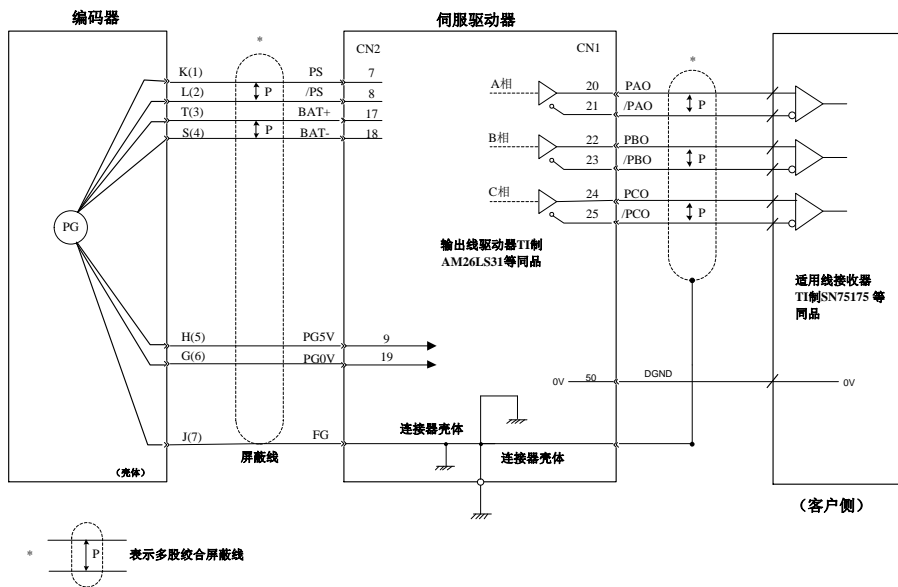 编码器
伺服驱动器
*
CN2
CN1
*
K(1) PS 7
L(2) P /PS 8
T(3) BAT+ 17
S(4) P BAT- 18
A相 20 PAO
21 /PAO P
B相 22 PBO
23 /PBO P
C相 24 PCO
25 /PCO P
PG
输出线驱动器TI制
AM26LS31等同品
适用线接收器
TI制SN75175 等
同品
H(5) PG5V 9
G(6) PG0V 19
0V 50 DGND 0V
J(7) FG
屏蔽线
连接器壳体
连接器壳体
（壳体）
（客户侧）
* P 表示多股绞合屏蔽线